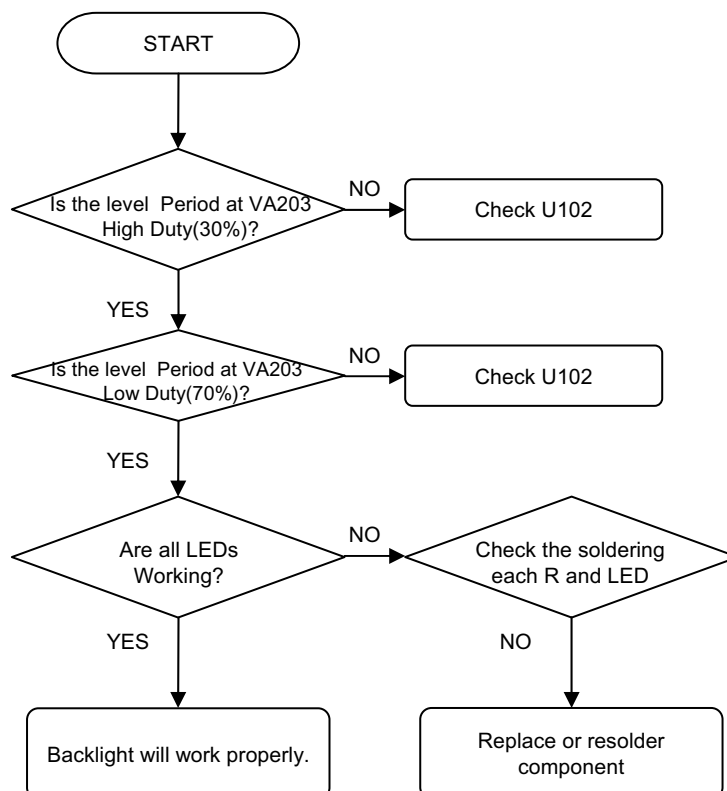 START
Is the level Period at VA203
High Duty(30%)?
NO
Check U102
YES
Is the level Period at VA203
Low Duty(70%)?
NO
Check U102
YES
Are all LEDs
Working?
NO
Check the soldering
each R and LED
YES
NO
Backlight will work properly.
Replace or resolder
component